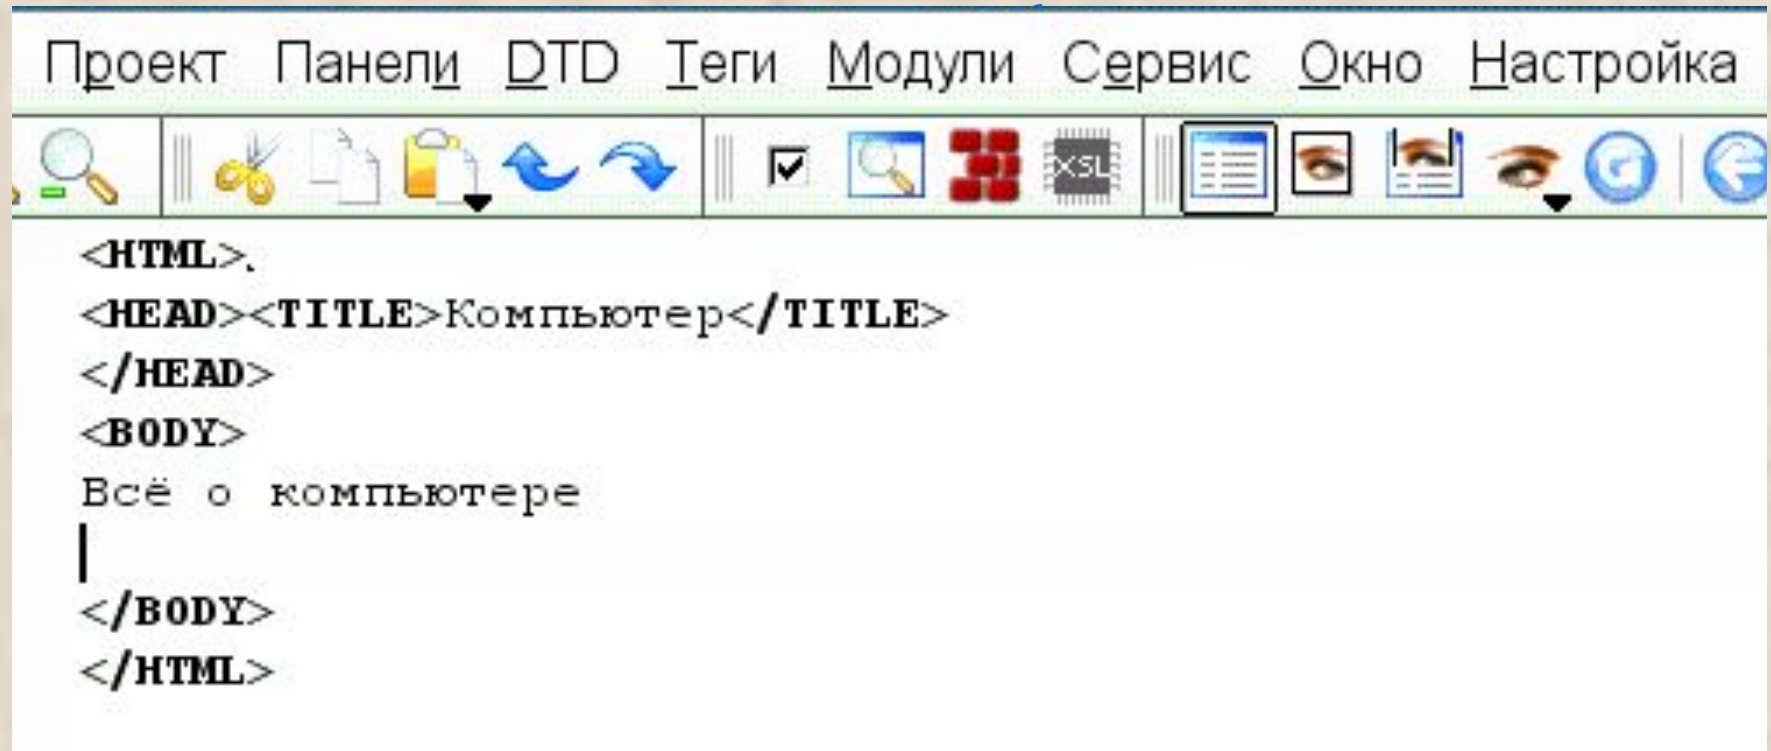 Проект Панели DTD Теги Модули Сервис Окно Настройка
XSL
<HTML>
<HEAD><TITLE>Компьютер</TITLE>
</HEAD>
<BODY>
Всё о компьютере
</BODY>
</HTML>